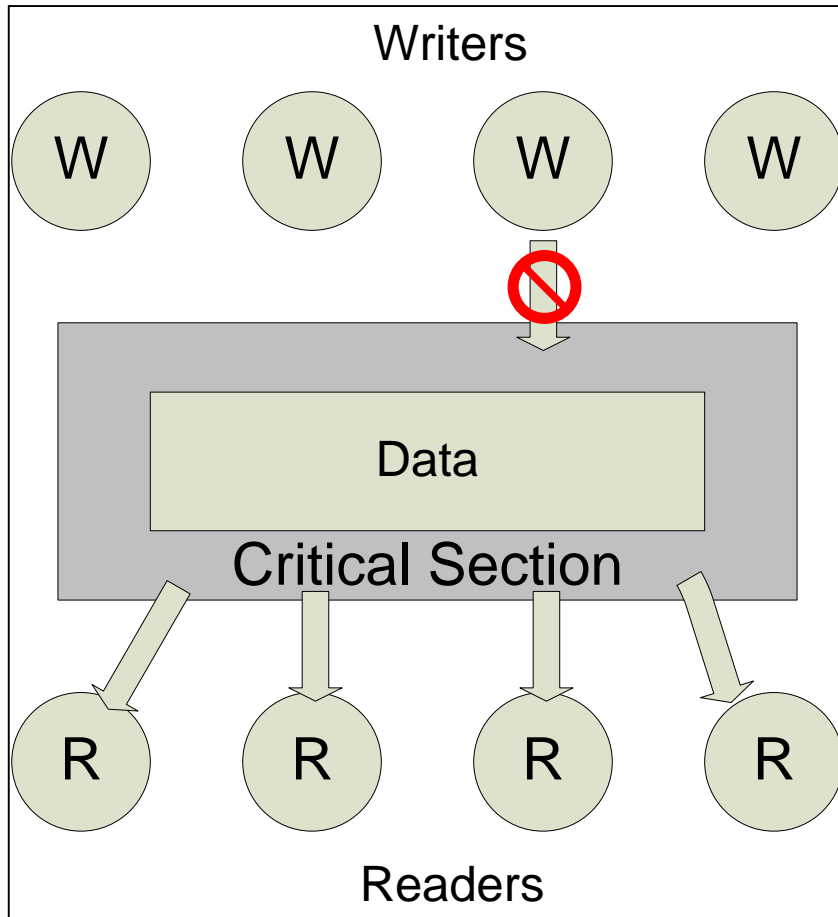 Writers
W W W W
Data
Critical Section
R R R R
Readers